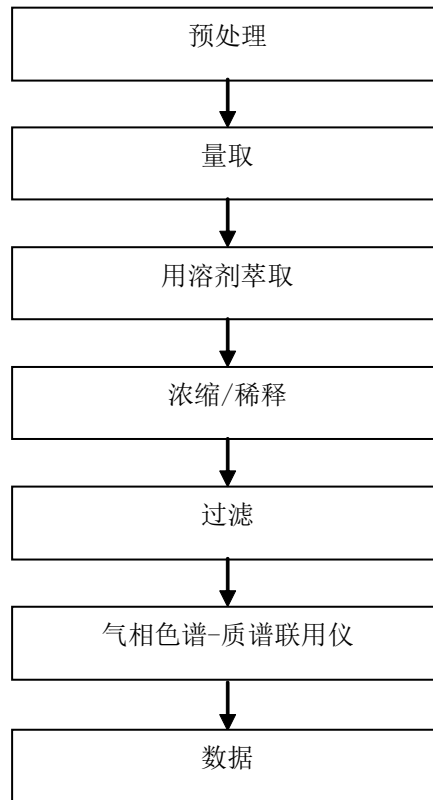 预处理
量取
用溶剂萃取
浓缩/稀释
过滤
气相色谱-质谱联用仪
数据